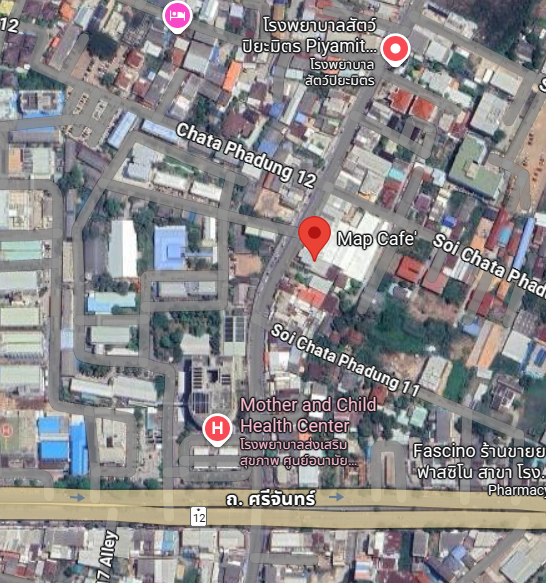 12
โรงพยาบาลสัตว์
ปิยะมิตร Piyamit...
โรงพยาบาล
สัตว์ปิยะมิตร
Chata Phadung 12
Map Cafe'
Soi Chata Phad
Soi Chata Phadung 11
Mother and Child
Health Center
โรงพยาบาลส่งเสริม
สุขภาพ ศูนย์อนามัย...
H
Fascino ร้านขายย
ฟาสซิโน สาขา โรง...
Pharmacy
ถ. ศรีจันทร์
12
17 Alley